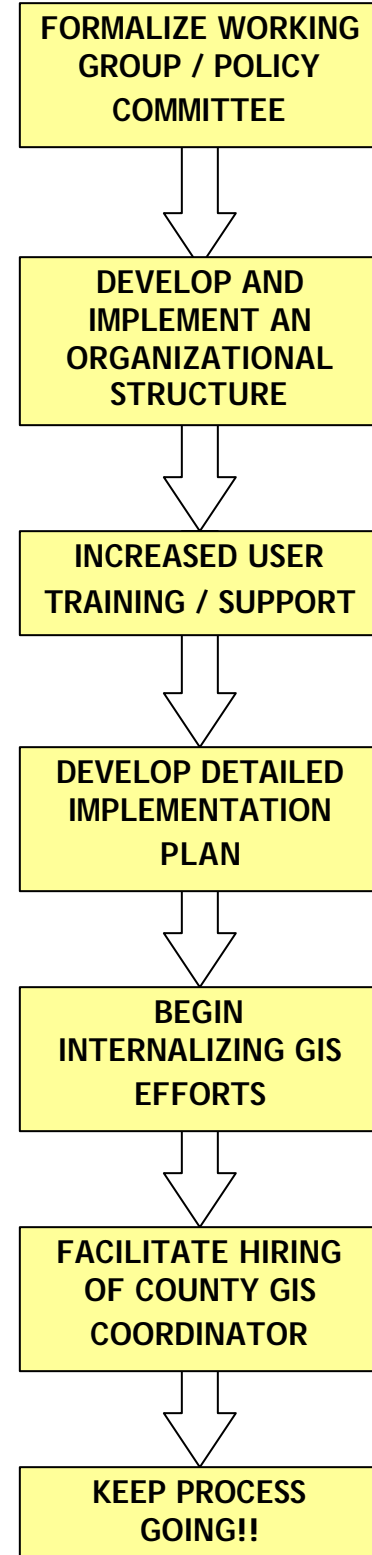 FORMALIZE WORKING
GROUP / POLICY
COMMITTEE
DEVELOP AND
IMPLEMENT AN
ORGANIZATIONAL
STRUCTURE
INCREASED USER
TRAINING / SUPPORT
DEVELOP DETAILED
IMPLEMENTATION
PLAN
BEGIN
INTERNALIZING GIS
EFFORTS
FACILITATE HIRING
OF COUNTY GIS
COORDINATOR
KEEP PROCESS
GOING!!